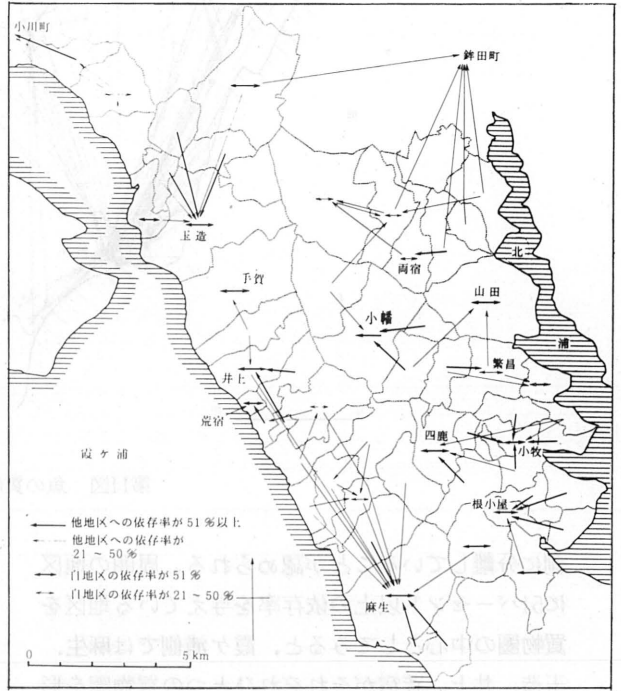 小川町
鉾田町
玉造
両宿
北
手賀
山田
小幡
浦
繁昌
井上
荒宿
四鹿
小牧
霞ヶ浦
根小屋
他地区への依存率が51%以上
他地区への依存率が
21～50%
自地区の依存率が51%
自地区の依存率が21～50%
麻生
0 5km